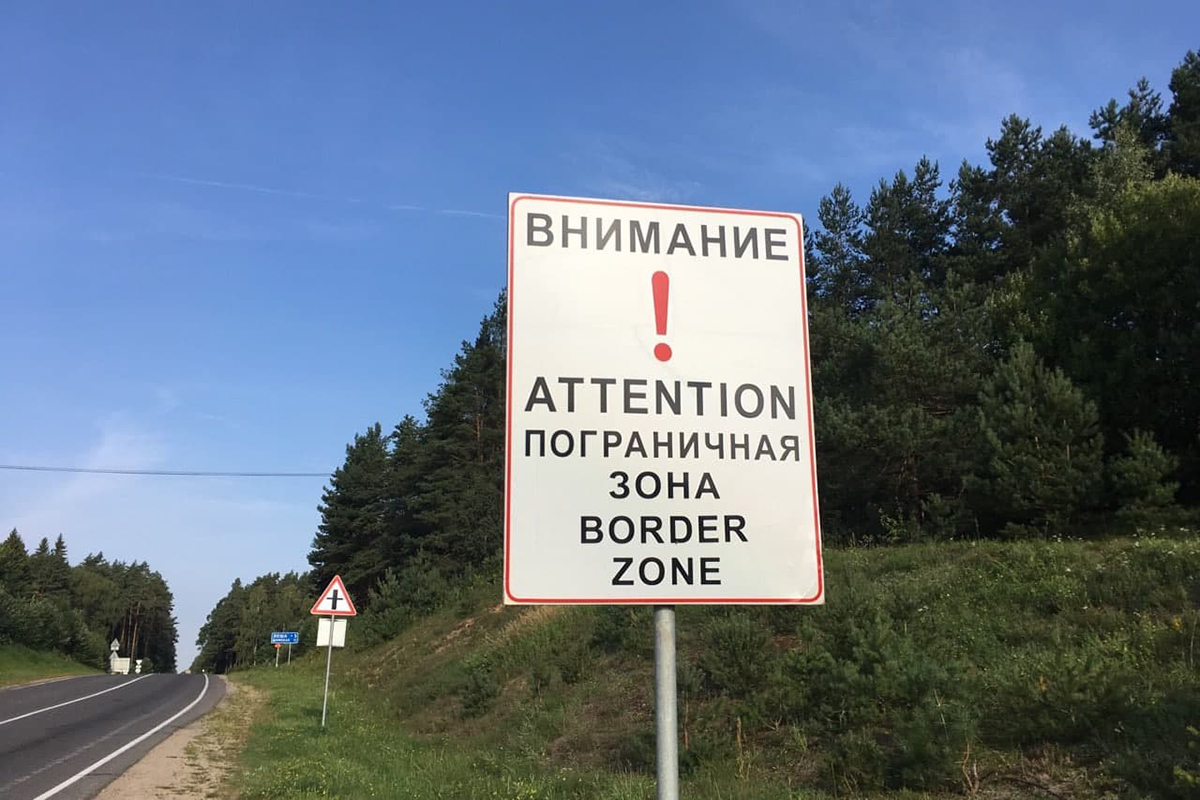 ВНИМАНИЕ
!
ATTENTION
ПОГРАНИЧНАЯ
ЗОНА
BORDER
ZONE